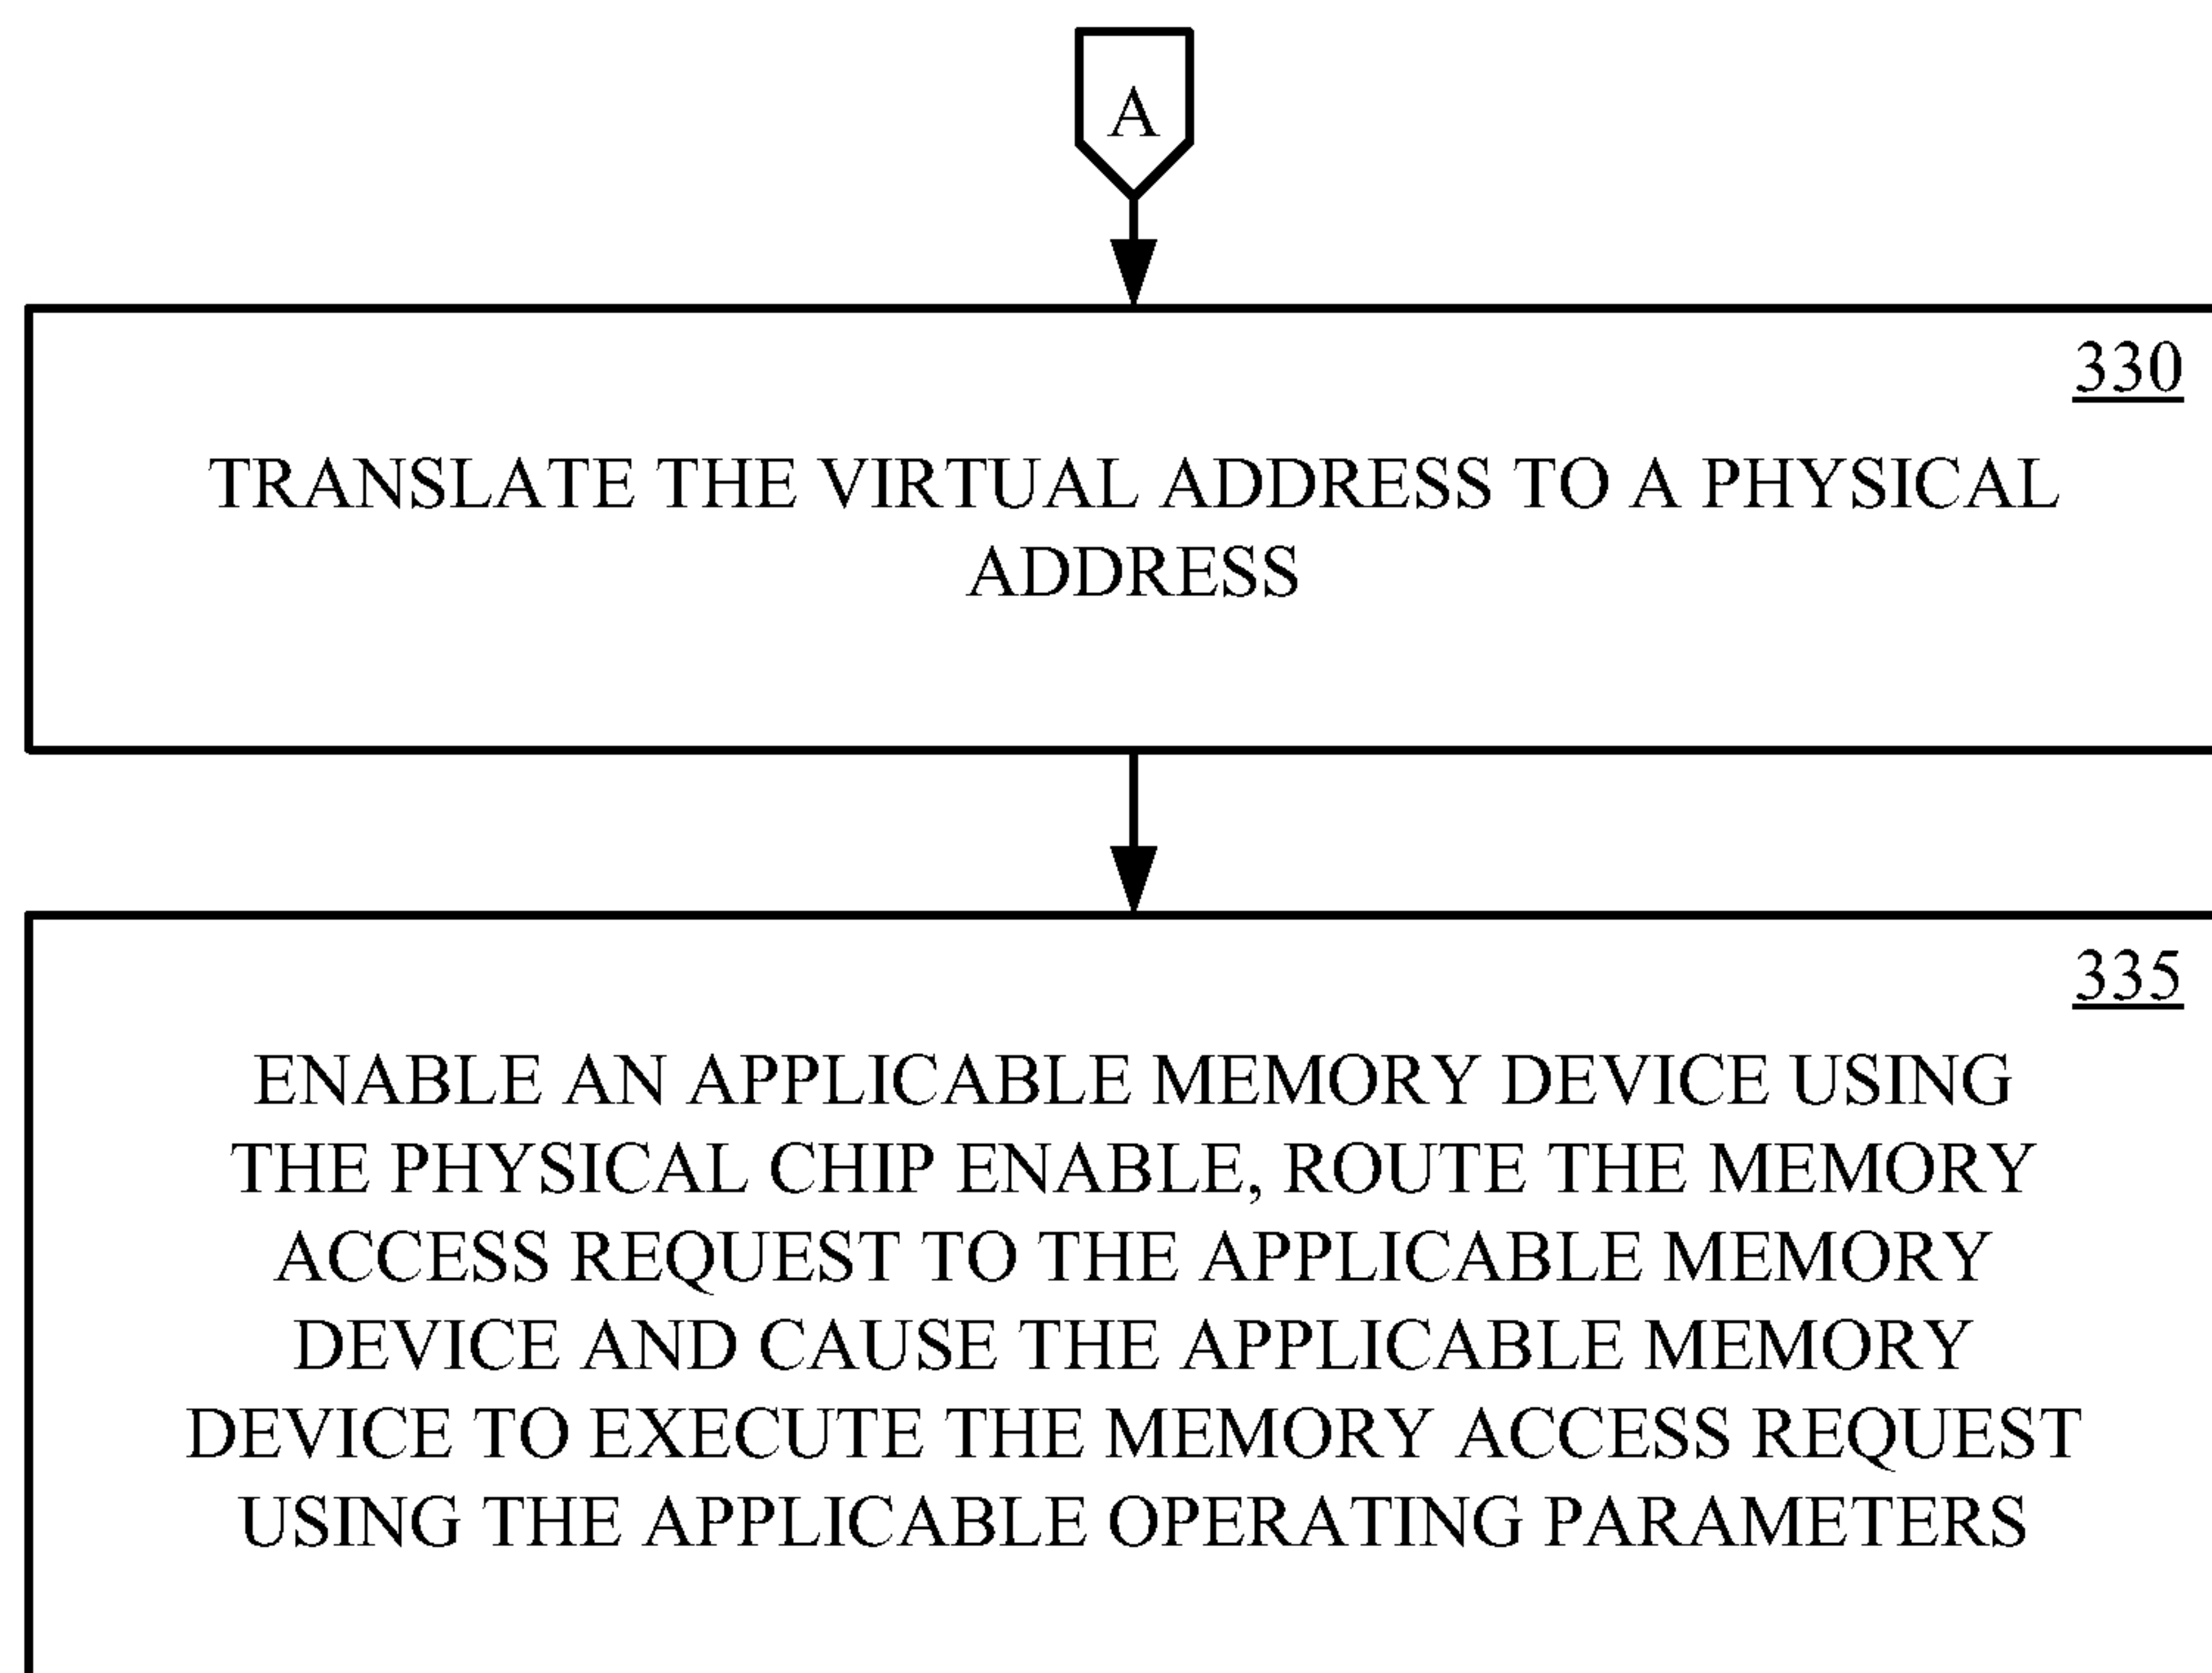 A
330
TRANSLATE THE VIRTUAL ADDRESS TO A PHYSICAL
ADDRESS
335
ENABLE AN APPLICABLE MEMORY DEVICE USING
THE PHYSICAL CHIP ENABLE, ROUTE THE MEMORY
ACCESS REQUEST TO THE APPLICABLE MEMORY
DEVICE AND CAUSE THE APPLICABLE MEMORY
DEVICE TO EXECUTE THE MEMORY ACCESS REQUEST
USING THE APPLICABLE OPERATING PARAMETERS